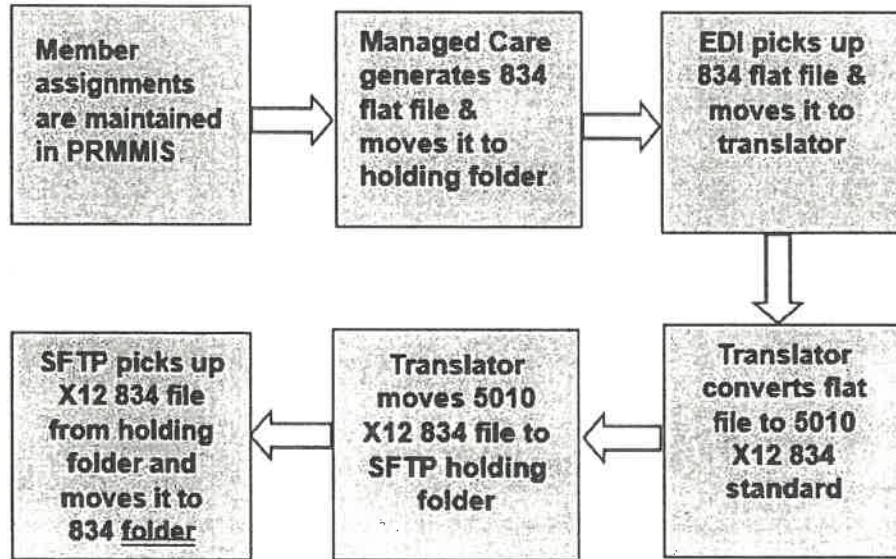 Member
assignments
are maintained
in PRMMIS
Managed Care
generates 834
flat file &
moves it to
holding folder
EDI picks up
834 flat file &
moves it to
translator
Translator
converts flat
file to 5010
X12 834
standard
Translator
moves 5010
X12 834 file to
SFTP holding
folder
SFTP picks up
X12 834 file
from holding
folder and
moves it to
834 folder